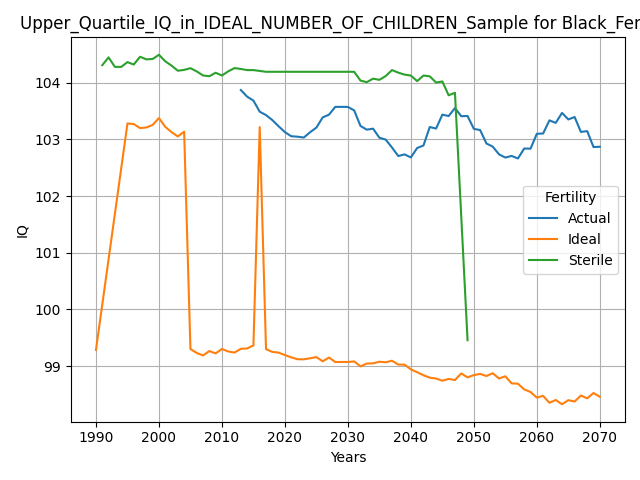 Upper_Quartile_IQ_in_IDEAL_NUMBER_OF_CHILDREN_Sample for Black_Fer
104
103
102
101
100
99
IQ
Fertility
Actual
Ideal
Sterile
1990 2000 2010 2020 2030 2040 2050 2060 2070
Years